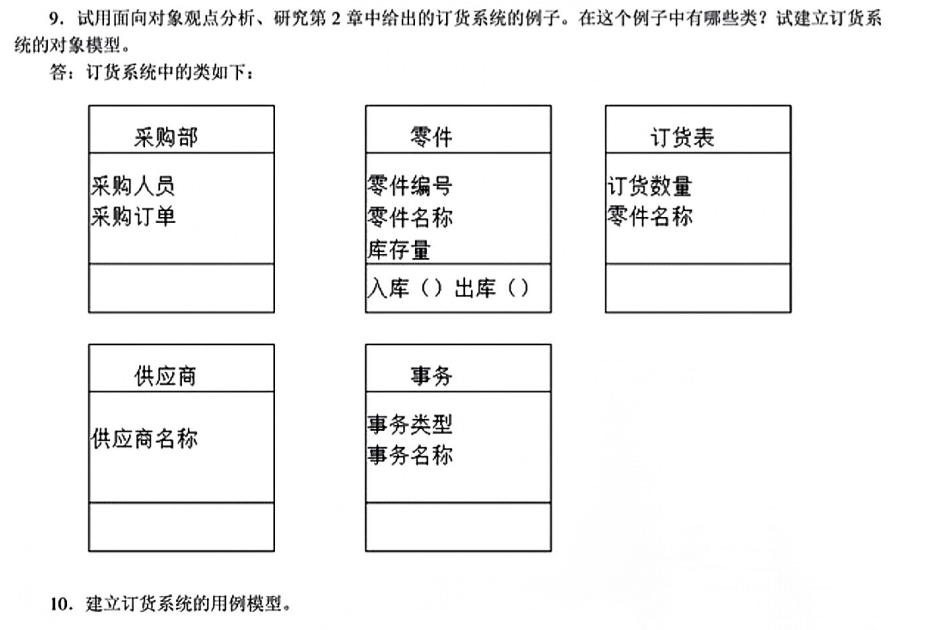 9．试用面向对象观点分析、研究第 2 章中给出的订货系统的例子。在这个例子中有哪些类？试建立订货系
统的对象模型。
答：订货系统中的类如下：
采购部
采购人员
采购订单
零件
零件编号
零件名称
库存量
入库（）出库（）
订货表
订货数量
零件名称
供应商
供应商名称
事务
事务类型
事务名称
10．建立订货系统的用例模型。